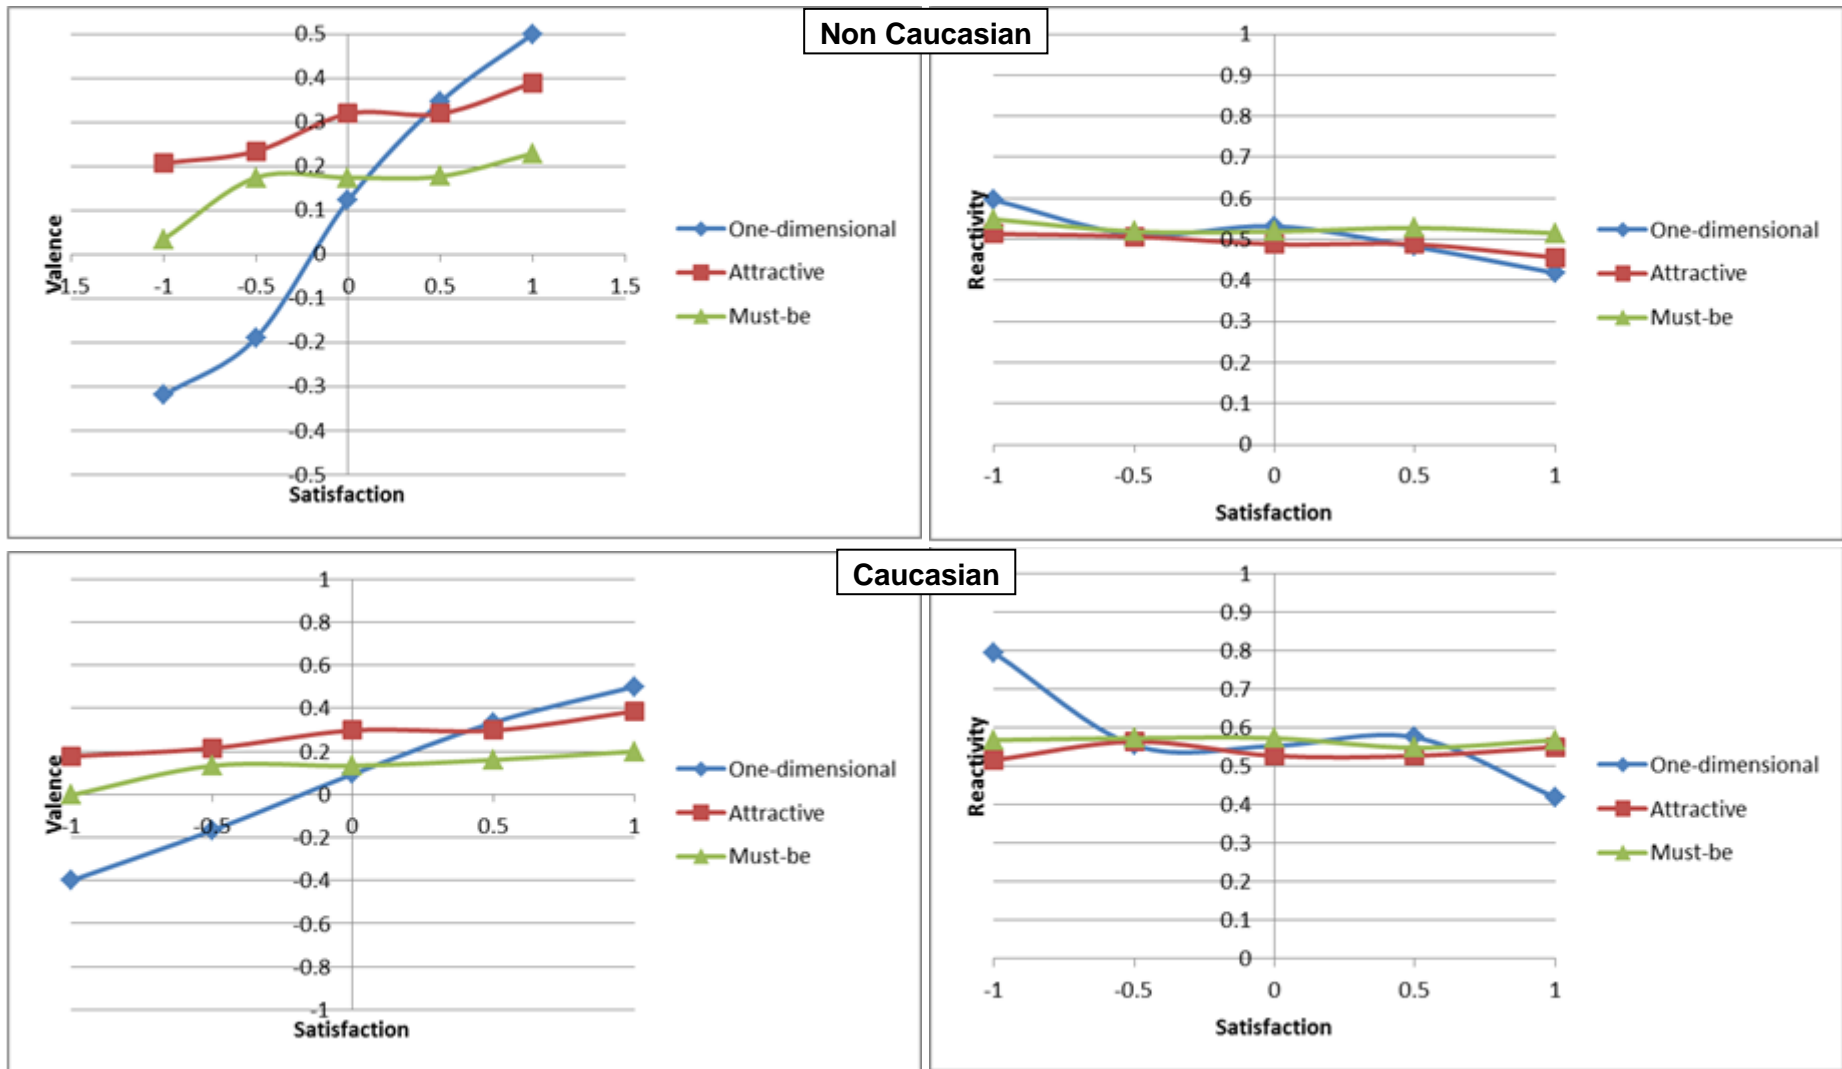 Non Caucasian
0.5
0.4
0.3
0.2
0.1
0
-0.1
-0.2
-0.3
-0.4
-0.5
-1.5 -1 -0.5 0 0.5 1 1.5
Valence
Satisfaction
One-dimensional
Attractive
Must-be
1
0.9
0.8
0.7
0.6
0.5
0.4
0.3
0.2
0.1
0
-1 -0.5 0 0.5 1
Reactivity
Satisfaction
One-dimensional
Attractive
Must-be
Caucasian
1
0.8
0.6
0.4
0.2
0
-0.2
-0.4
-0.6
-0.8
-1
-1 -0.5 0 0.5 1
Valence
Satisfaction
One-dimensional
Attractive
Must-be
1
0.9
0.8
0.7
0.6
0.5
0.4
0.3
0.2
0.1
0
-1 -0.5 0 0.5 1
Reactivity
Satisfaction
One-dimensional
Attractive
Must-be